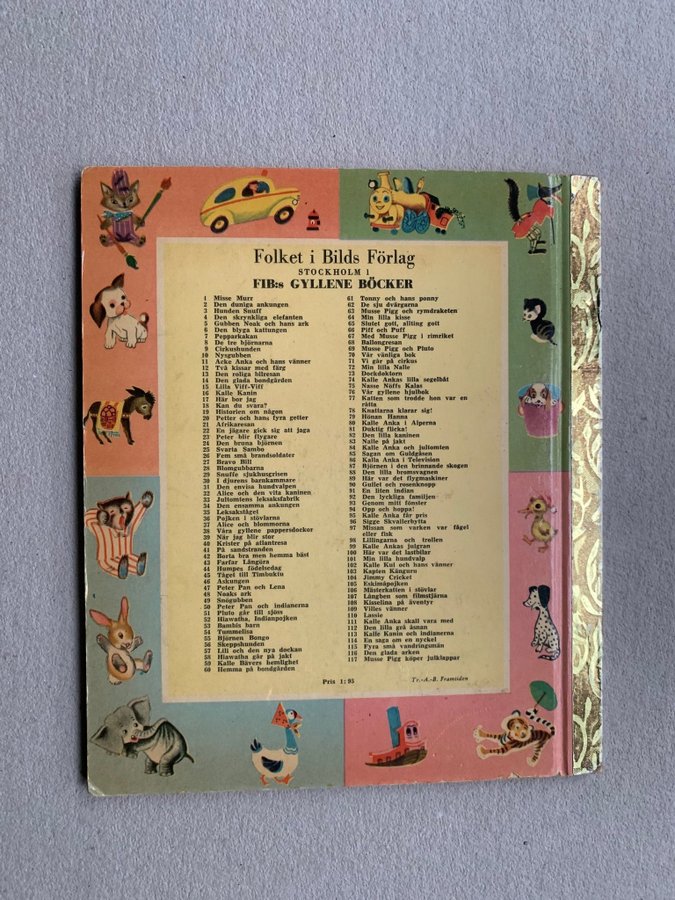 Folket i Bilds Förlag
STOCKHOLM 1
FIB:s GYLLENE BÖCKER
1 Misse Murr
2 Den duniga ankungen
3 Hunden Snuff
4 Den skrynkliga elefanten
5 Gubben Noak och hans ark
6 Den blyga kattungen
7 Pepparkakan
8 De tre björnarna
9 Cirkushunden
10 Nysgubben
11 Acke Anka och hans vänner
12 Två kissar med färg
13 Den roliga bilresan
14 Den glada bondgården
15 Lilla Viff-Viff
16 Kalle Kanin
17 Här bor jag
18 Kan du svara?
19 Historien om någon
20 Petter och hans fyra getter
21 Afrikaresan
22 En jägare gick sig att jaga
23 Peter blir flygare
24 Den bruna björnen
25 Svarta Sambo
26 Fem små brandsoldater
27 Bravo Bill
28 Blomgubbarna
29 Snuffs sjukhusgrisen
30 I djurens barnkammare
31 Den envisa hundvalpen
32 Alice och den vita kaninen
33 Jultomtens leksaksfabrik
34 Den ensamma ankungen
35 Leksakståget
36 Pojken i stövlarna
37 Alice och blommorna
38 Våra gyllene pappersdockor
39 När jag blir stor
40 Krister på atlantresa
41 På sandstranden
42 Borta bra men hemma bäst
43 Farfar Långöra
44 Humpes födelsedag
45 Tåget till Timbuktu
46 Askungen
47 Peter Pan och Lena
48 Noaks ark
49 Snögubben
50 Peter Pan och indianerna
51 Pluto går till sjöss
52 Hiawatha, Indianpojken
53 Bambis barn
54 Tummelisa
55 Björnen Bongo
56 Skeppshunden
57 Lili och den nya dockan
58 Hiawatha går på jakt
59 Kalle Bävers hemlighet
60 Hemma på bondgården
61 Tonny och hans ponny
62 De sju dvärgarna
63 Musse Pigg och rymdraketen
64 Min lilla kisse
65 Slutet gott, allting gott
66 Piff och Puff
67 Med Musse Pigg i rimriket
68 Ballongresan
69 Musse Pigg och Pluto
70 Vår vänliga bok
71 Vi går på cirkus
72 Min lilla Nalle
73 Dockdoktorn
74 Kalle Ankas lilla segelbåt
75 Nasse Nöffs Kalas
76 Vår gyllene hjulbok
77 Katten som trodde hon var en
råtta
78 Knattarna klarar sig!
79 Hönan Hanna
80 Kalle Anka i Alperna
81 Duktig flicka!
82 Den lilla kaninen
83 Nalle på jakt
84 Kalle Anka och jultomten
85 Sagan om Guldgåsen
86 Kalla Anka i Television
87 Björnen i den brinnande skogen
88 Den lilla bromsvagnen
89 Här var det flygmaskiner
90 Gullet och rosenknopp
91 En liten indian
92 Den lyckliga familjen
93 Genom mitt fönster
94 Opp och hoppa!
95 Kalle Anka får pris
96 Sigge Skvallerbytta
97 Missan som varken var fågel
eller fisk
98 Lillingarna och trollen
99 Kalle Ankas julgran
100 Här var det lastbilar
101 Min lilla hundvalp
102 Kalle Kul och hans vänner
103 Kapten Känguru
104 Jimmy Cricket
105 Eskimåpojken
106 Mästerkatten i stövlar
107 Långben som filmstjärna
108 Kisselina på äventyr
109 Villes vänner
110 Lassie
111 Kalle Anka skall vara med
112 Den lilla grå åsnan
113 Kalle Kanin och indianerna
114 En saga om en nyckel
115 Fyra små vandringsmän
116 Den glada arken
117 Musse Pigg köper julklappar
Pris 1:95
Tr.-A.-B. Framtiden